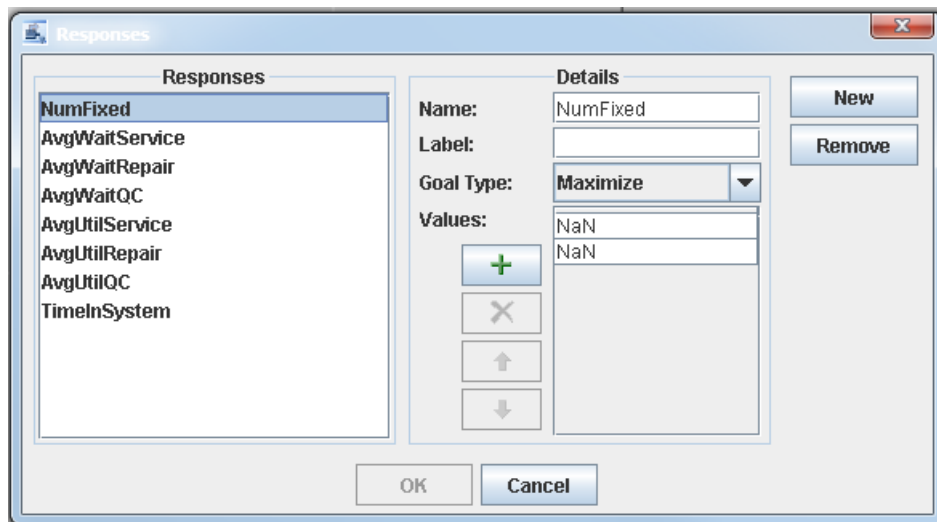 Responses
Responses
NumFixed
AvgWaitService
AvgWaitRepair
AvgWaitQC
AvgUtilService
AvgUtilRepair
AvgUtilQC
TimeInSystem
Details
Name: NumFixed
Label:
Goal Type: Maximize
Values:
NaN
NaN
New
Remove
OK Cancel